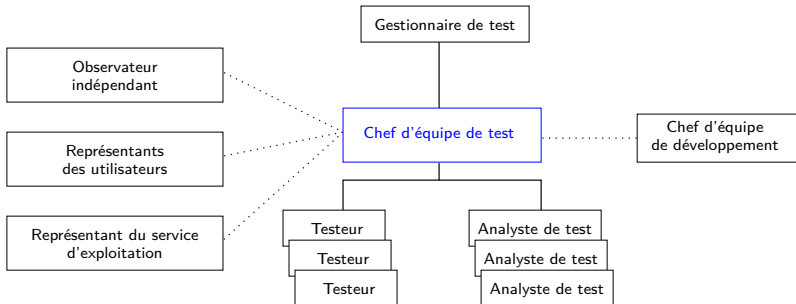 Gestionnaire de test
Observateur
indépendant
Chef d'équipe de test
Chef d'équipe
de développement
Représentants
des utilisateurs
Représentant du service
d'exploitation
Testeur
Testeur
Testeur
Analyste de test
Analyste de test
Analyste de test